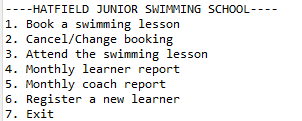 ----HATFIELD JUNIOR SWIMMING SCHOOL----
1. Book a swimming lesson
2. Cancel/Change booking
3. Attend the swimming lesson
4. Monthly learner report
5. Monthly coach report
6. Register a new learner
7. Exit